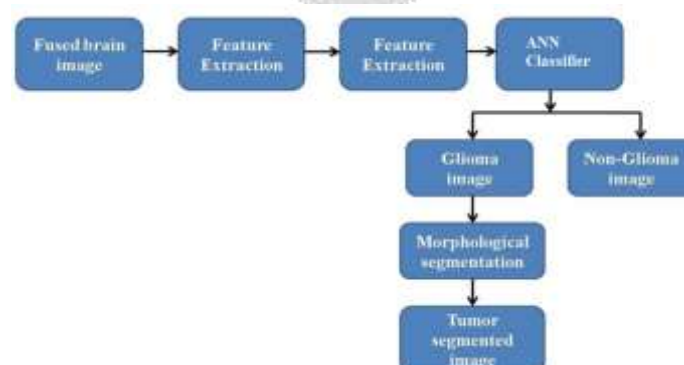 Fused brain
image
Feature
Extraction
Feature
Extraction
ANN
Classifier
Glioma
image
Non-Glioma
image
Morphological
segmentation
Tumor
segmented
image